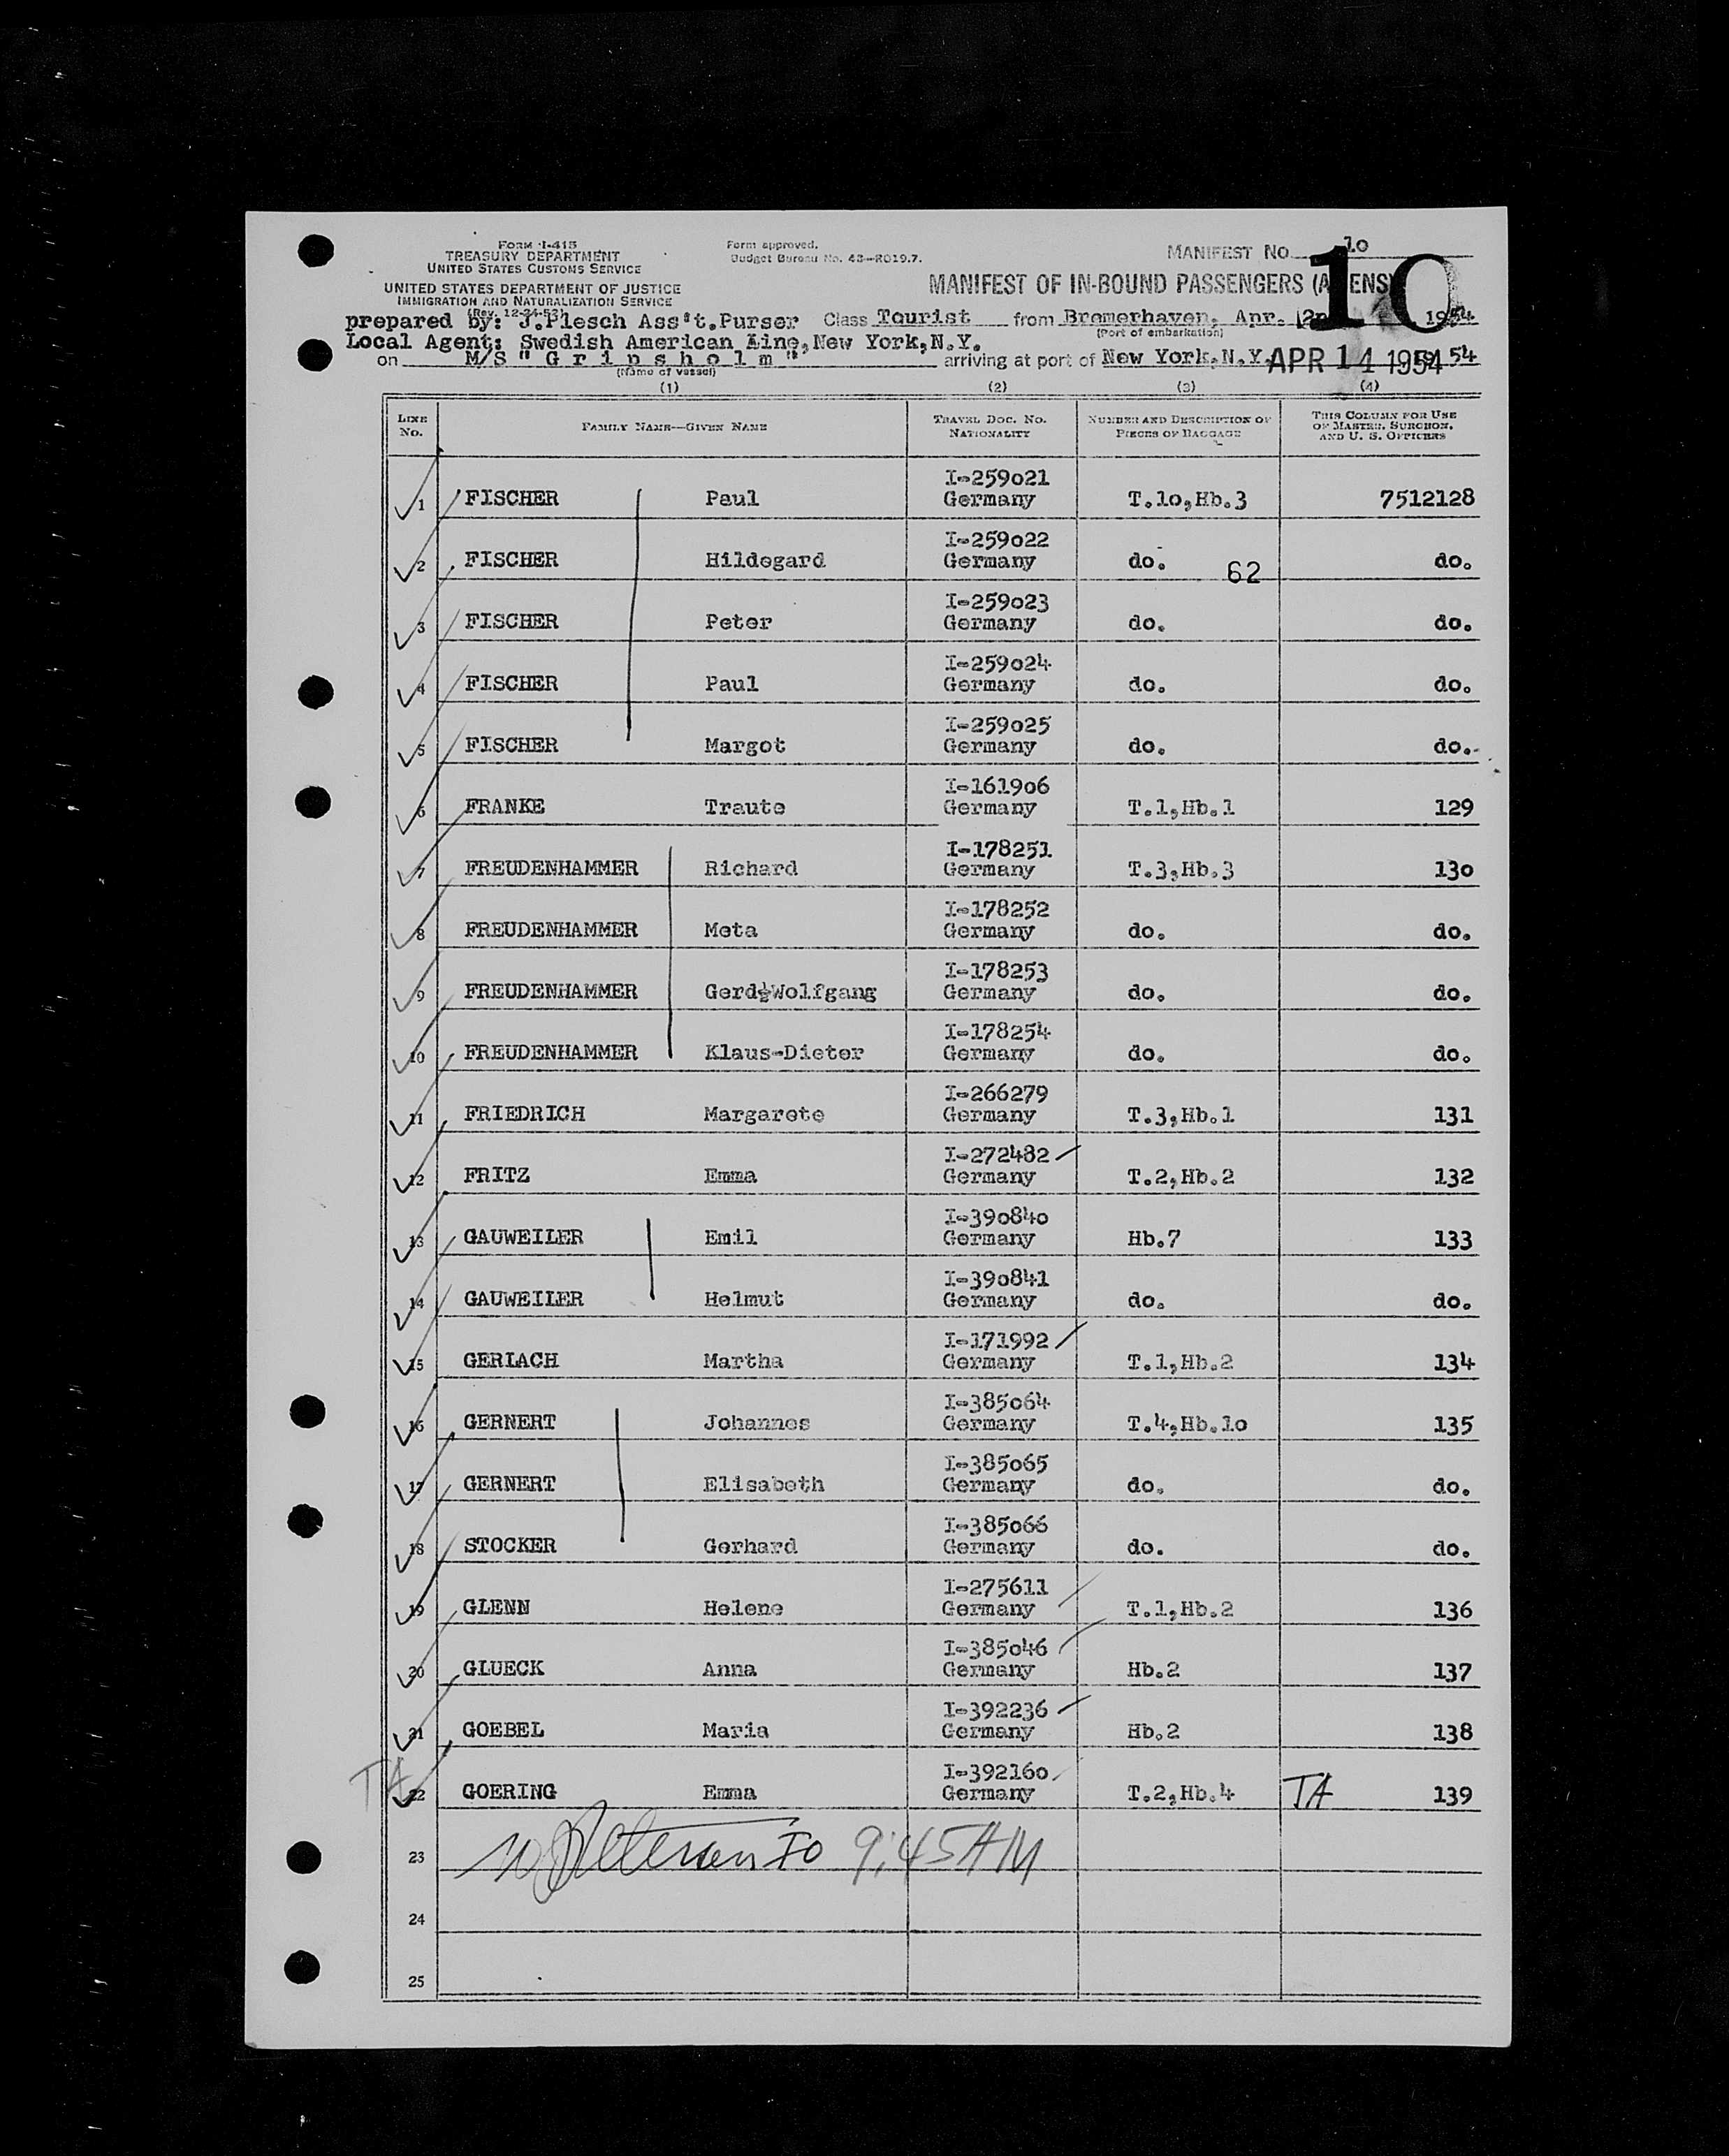 FORM I-415
TREASURY DEPARTMENT
UNITED STATES CUSTOMS SERVICE
UNITED STATES DEPARTMENT OF JUSTICE
IMMIGRATION AND NATURALIZATION SERVICE
(Rev. 12-24-52)
Form approved.
Budget Bureau No. 43—R019.7.
MANIFEST NO. 10
10
MANIFEST OF IN-BOUND PASSENGERS (ALIENS)
prepared by: J.Plesch Ass't.Purser Class Tourist from Bremerhaven, Apr. 2n 1954
(Port of embarkation)
Local Agent: Swedish American Line, New York,N.Y.
on M/S " G r i p s h o l m " arriving at port of New York,N.Y. APR 14 1954 54
(Name of vessel)
(1) (2) (3) (4)
LINE NO. FAMILY NAME—GIVEN NAME TRAVEL DOC. NO. NATIONALITY NUMBER AND DESCRIPTION OF PIECES OF BAGGAGE THIS COLUMN FOR USE OF MASTER, SURGEON, AND U. S. OFFICERS
I-259021
1 FISCHER Paul Germany T.1o,Hb.3 7512128
I-259022
2 FISCHER Hildegard Germany do. 62 do.
I-259023
3 FISCHER Peter Germany do. do.
I-259024
4 FISCHER Paul Germany do. do.
I-259025
5 FISCHER Margot Germany do. do.
I-161906
6 FRANKE Traute Germany T.1,Hb.1 129
I-178251
7 FREUDENHAMMER Richard Germany T.3,Hb.3 130
I-178252
8 FREUDENHAMMER Meta Germany do. do.
I-178253
9 FREUDENHAMMER Gerd-Wolfgang Germany do. do.
I-178254
10 FREUDENHAMMER Klaus-Dieter Germany do. do.
I-266279
11 FRIEDRICH Margarete Germany T.3,Hb.1 131
I-272482
12 FRITZ Emma Germany T.2,Hb.2 132
I-390840
13 GAUWEILER Emil Germany Hb.7 133
I-390841
14 GAUWEILER Helmut Germany do. do.
I-171992
15 GERLACH Martha Germany T.1,Hb.2 134
I-385064
16 GERNERT Johannes Germany T.4,Hb.1o 135
I-385065
17 GERNERT Elisabeth Germany do. do.
I-385066
18 STOCKER Gerhard Germany do. do.
I-275611
19 GLENN Helene Germany T.1,Hb.2 136
I-385046
20 GLUECK Anna Germany Hb.2 137
I-392236
21 GOEBEL Maria Germany Hb.2 138
I-392160
TA 22 GOERING Emma Germany T.2,Hb.4 TA 139
23 9:45 AM
24
25